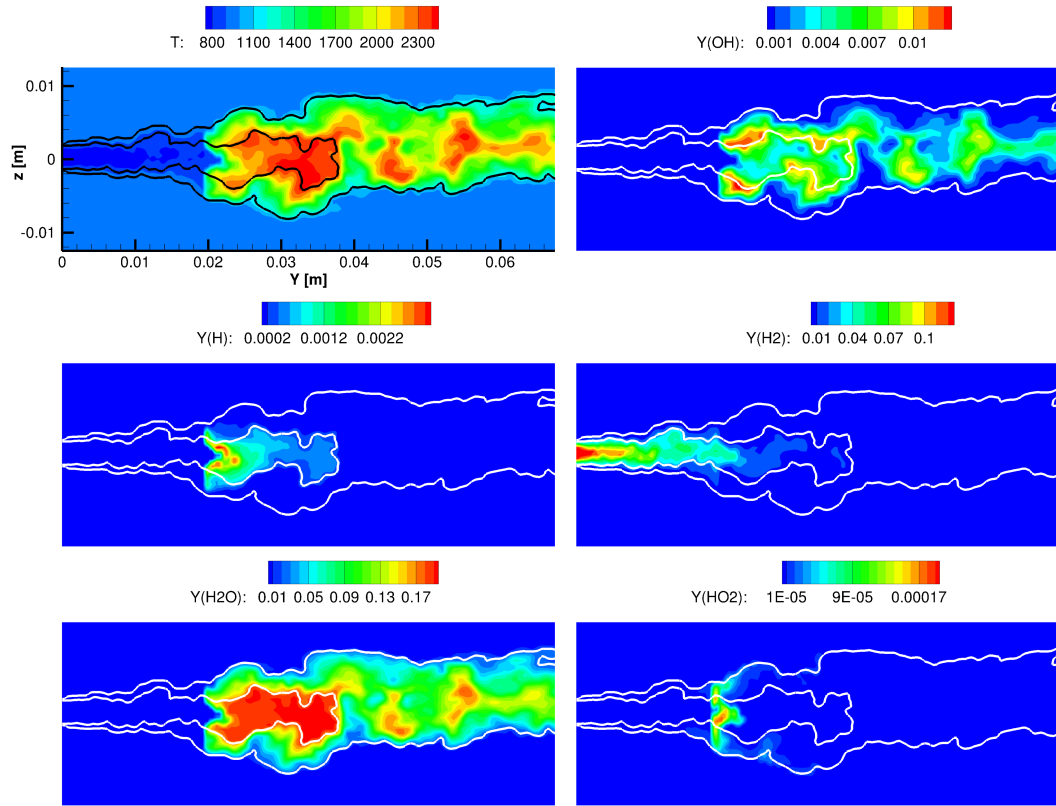 T: 800 1100 1400 1700 2000 2300
Y(OH): 0.001 0.004 0.007 0.01
0.01
0
-0.01
z [m]
0 0.01 0.02 0.03 0.04 0.05 0.06
Y [m]
Y(H): 0.0002 0.0012 0.0022
Y(H2): 0.01 0.04 0.07 0.1
Y(H2O): 0.01 0.05 0.09 0.13 0.17
Y(HO2): 1E-05 9E-05 0.00017